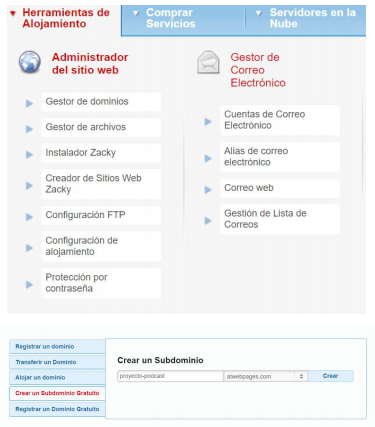 Herramientas de
Alojamiento
Comprar
Servicios
Servidores en la
Nube
Administrador
del sitio web
Gestor de dominios
Gestor de archivos
Instalador Zacky
Creador de Sitios Web
Zacky
Configuración FTP
Configuración de
alojamiento
Protección por
contraseña
Gestor de
Correo
Electrónico
Cuentas de Correo
Electrónico
Alias de correo
electrónico
Correo web
Gestión de Lista de
Correos
Registrar un dominio
Transferir un Dominio
Alojar un dominio
Crear un Subdominio Gratuito
Registrar un Dominio Gratuito
Crear un Subdominio
proyecto-podcast
atwebpages.com
Crear